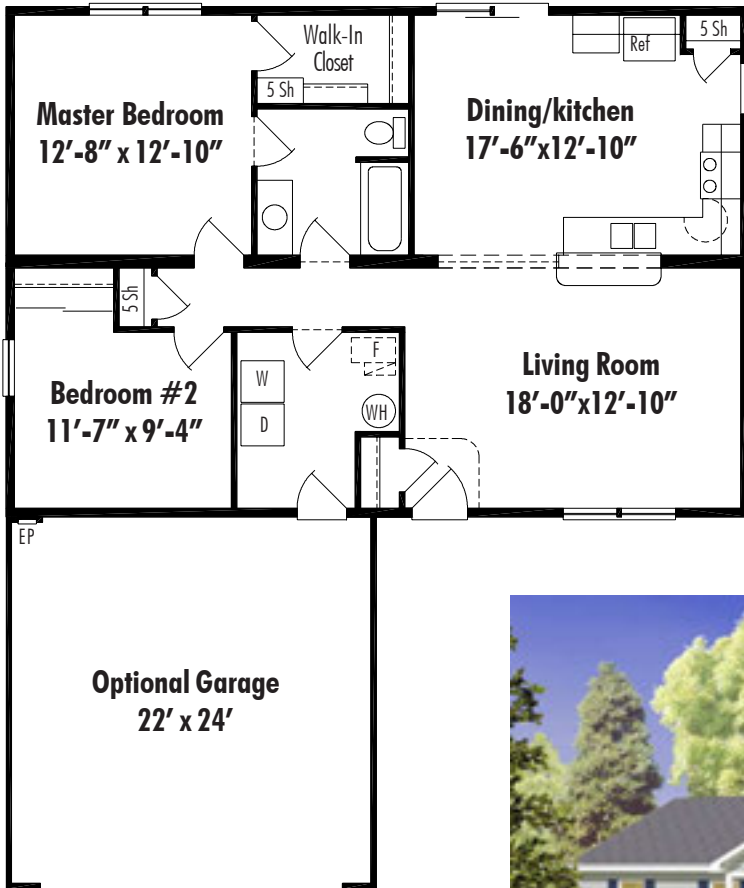 Walk-In
Closet
5 Sh
5 Sh
Ref
Master Bedroom
12′-8″ x 12′-10″
Dining/kitchen
17′-6″x12′-10″
5 Sh
Bedroom #2
11′-7″ x 9′-4″
W
D
F
WH
Living Room
18′-0″x12′-10″
EP
Optional Garage
22′ x 24′